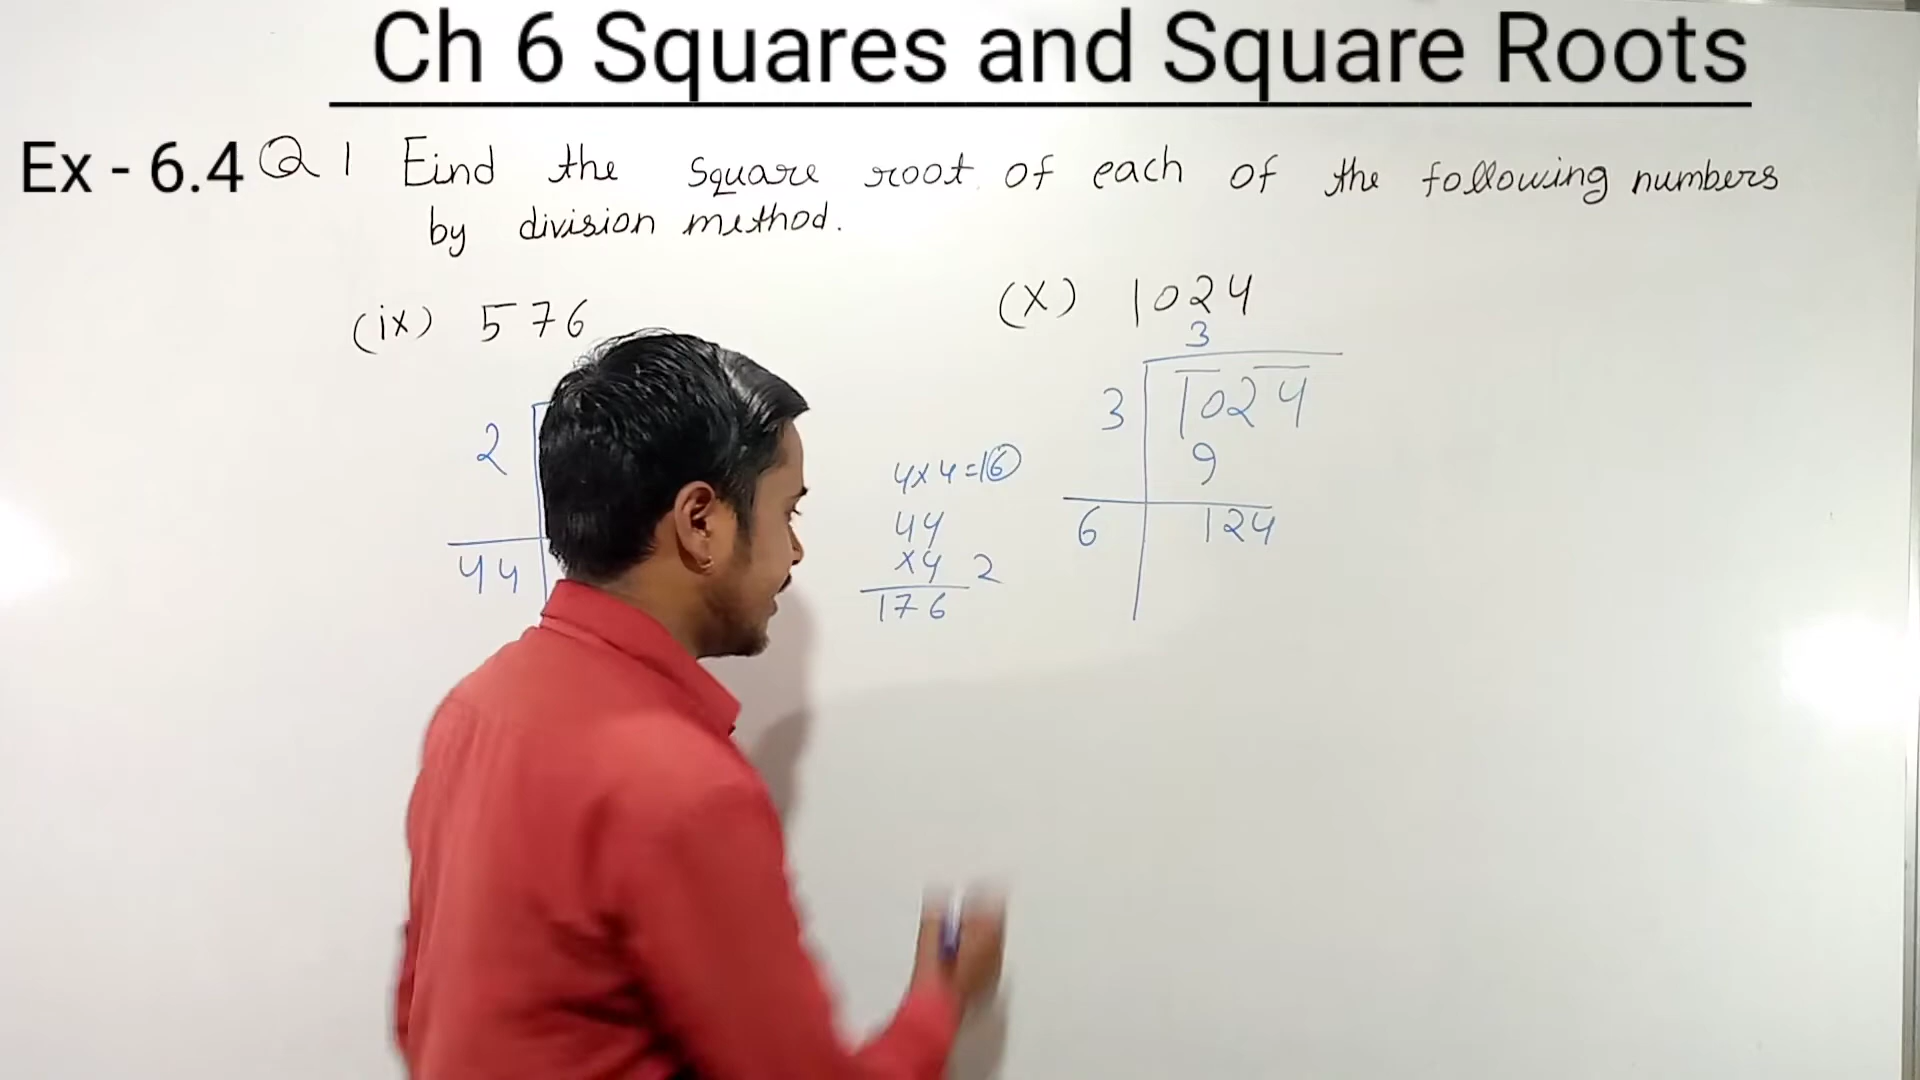 Ch 6 Squares and Square Roots
Ex - 6.4 Q 1 Find the square root of each of the following numbers
by division method.
(ix) 576
(x) 1024
2
44
4x4=16
44
x4 2
176
3
3 1024
9
6 124